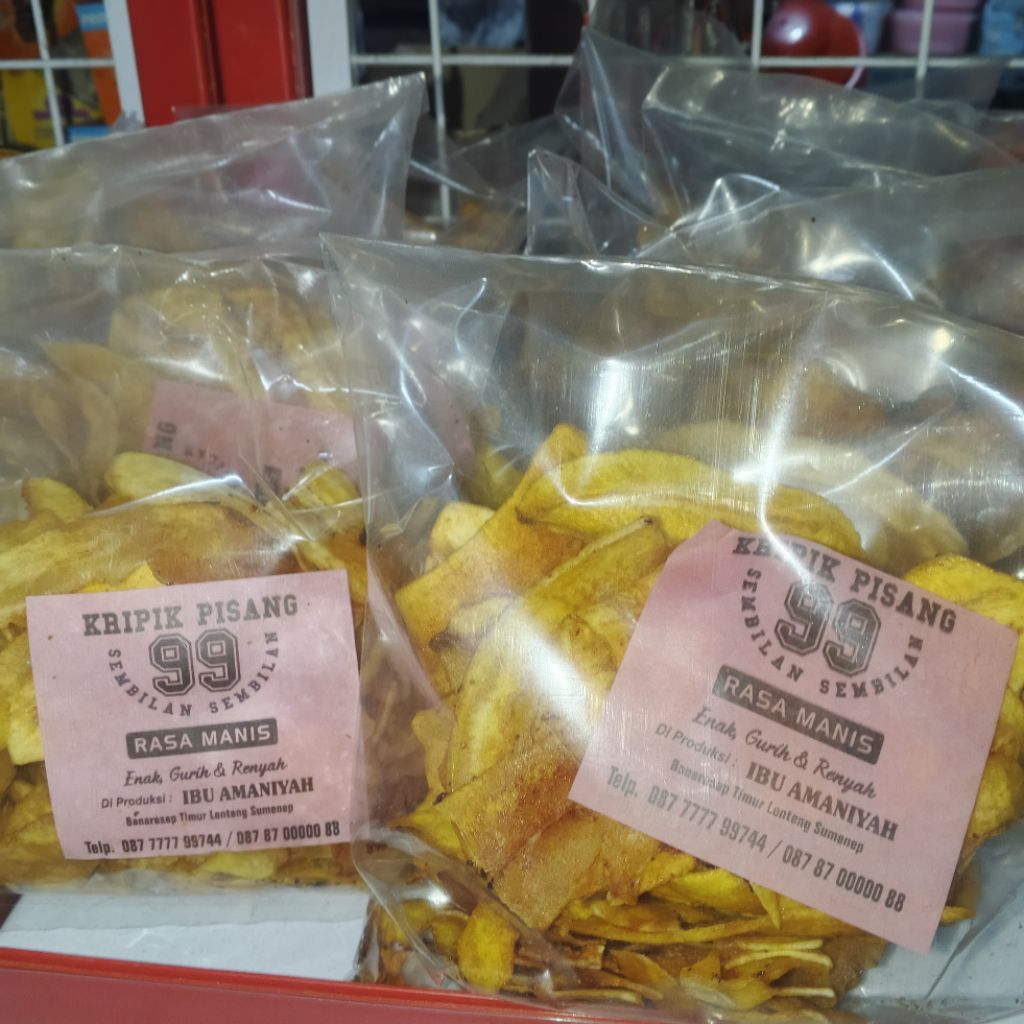 KRIPIK PISANG
99
SEMBILAN SEMBILAN
RASA MANIS
Enak, Gurih & Renyah
Di Produksi : IBU AMANIYAH
Banaresep Timur Lenteng Sumenep
Telp. 087 7777 99744 / 087 87 00000 88
KRIPIK PISANG
99
SEMBILAN SEMBILAN
RASA MANIS
Enak, Gurih & Renyah
Di Produksi : IBU AMANIYAH
Banaresep Timur Lenteng Sumenep
Telp. 087 7777 99744 / 087 87 00000 88